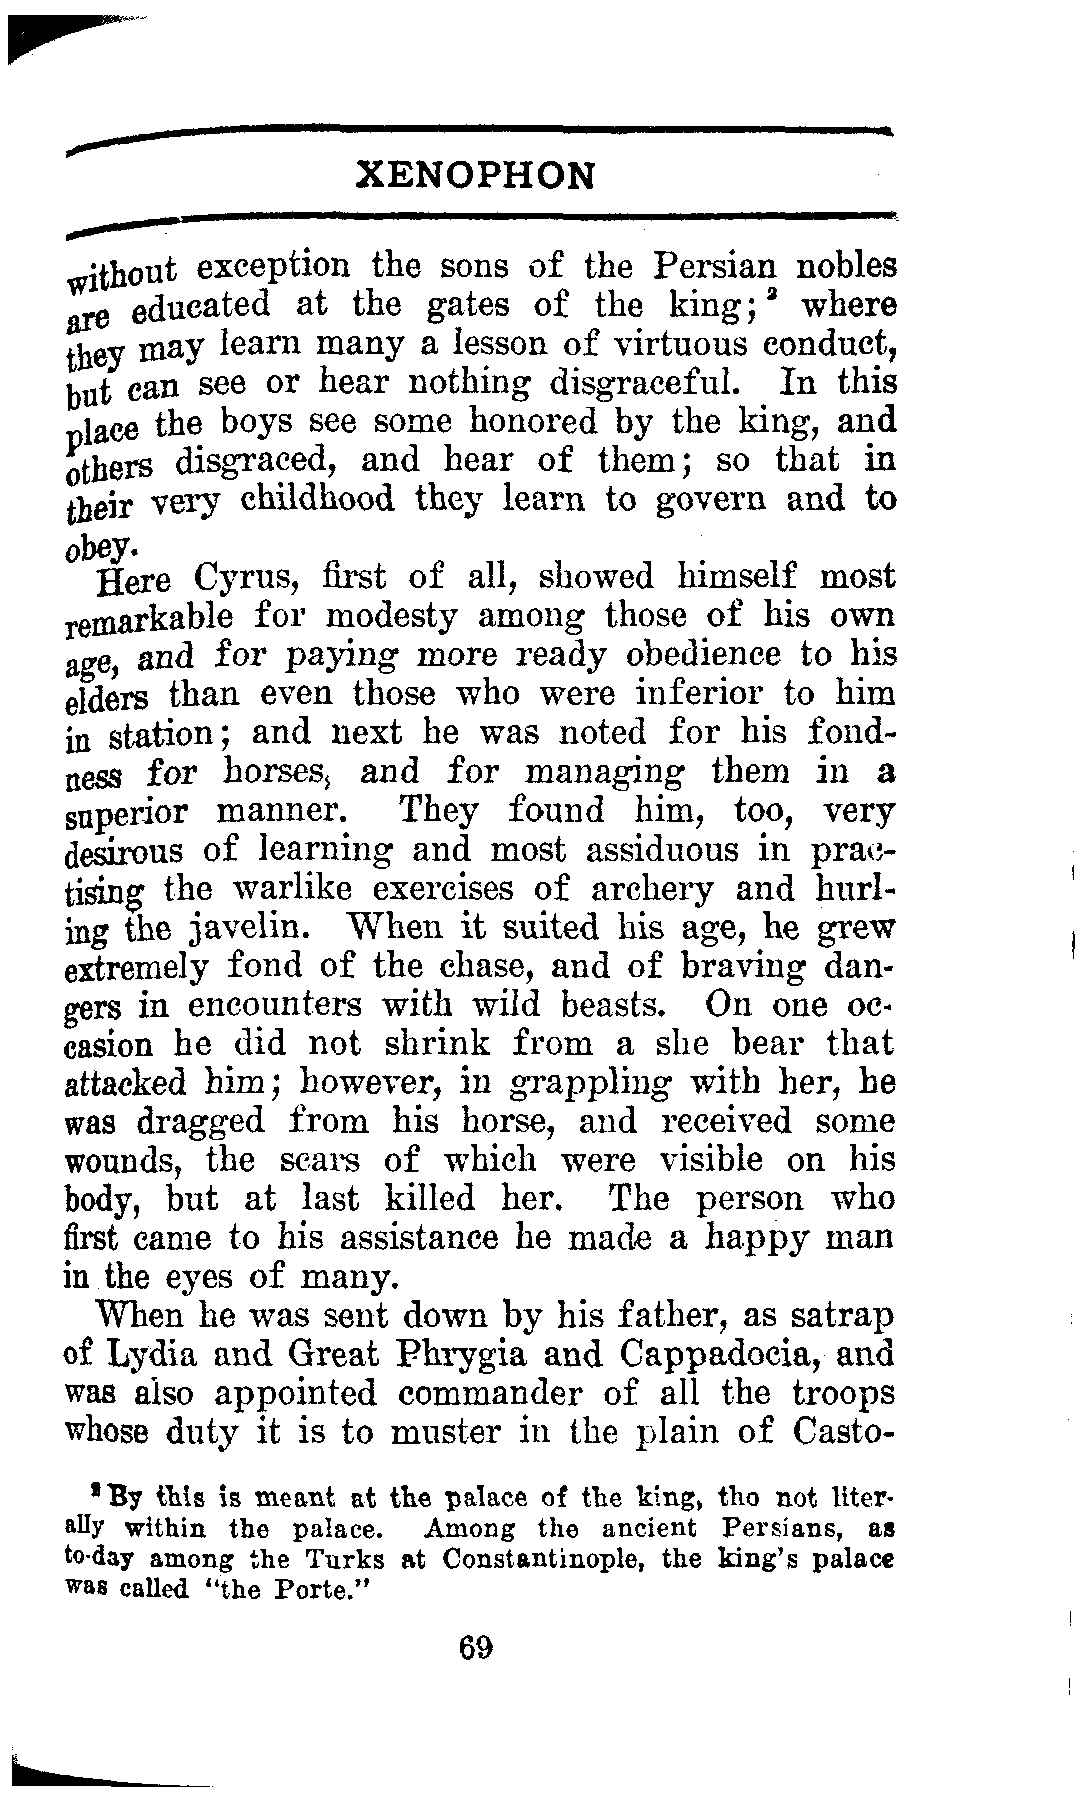 XENOPHON
without exception the sons of the Persian nobles
are educated at the gates of the king;² where
they may learn many a lesson of virtuous conduct,
but can see or hear nothing disgraceful. In this
place the boys see some honored by the king, and
others disgraced, and hear of them; so that in
their very childhood they learn to govern and to
obey.
Here Cyrus, first of all, showed himself most
remarkable for modesty among those of his own
age, and for paying more ready obedience to his
elders than even those who were inferior to him
in station; and next he was noted for his fond-
ness for horses, and for managing them in a
superior manner. They found him, too, very
desirous of learning and most assiduous in prac-
tising the warlike exercises of archery and hurl-
ing the javelin. When it suited his age, he grew
extremely fond of the chase, and of braving dan-
gers in encounters with wild beasts. On one oc-
casion he did not shrink from a she bear that
attacked him; however, in grappling with her, he
was dragged from his horse, and received some
wounds, the scars of which were visible on his
body, but at last killed her. The person who
first came to his assistance he made a happy man
in the eyes of many.
When he was sent down by his father, as satrap
of Lydia and Great Phrygia and Cappadocia, and
was also appointed commander of all the troops
whose duty it is to muster in the plain of Casto-
² By this is meant at the palace of the king, tho not liter-
ally within the palace. Among the ancient Persians, as
to-day among the Turks at Constantinople, the king's palace
was called "the Porte."
69